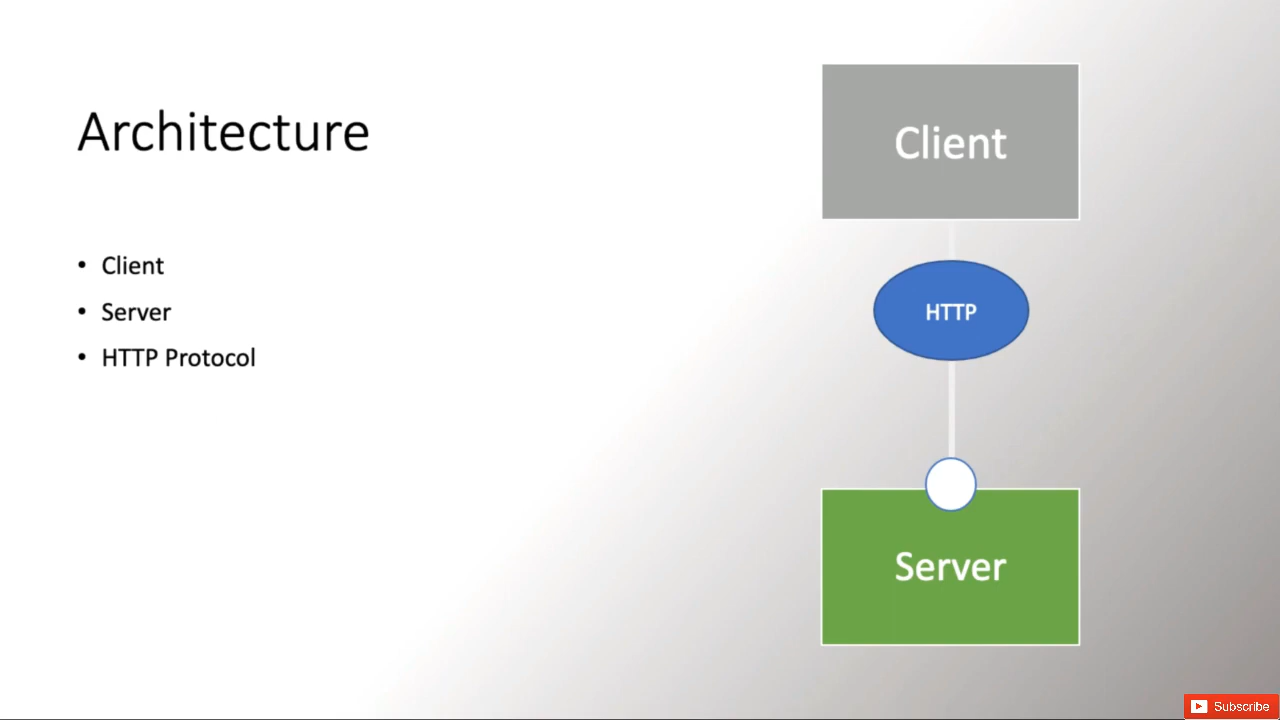 Architecture
• Client
• Server
• HTTP Protocol
Client
HTTP
Server
Subscribe